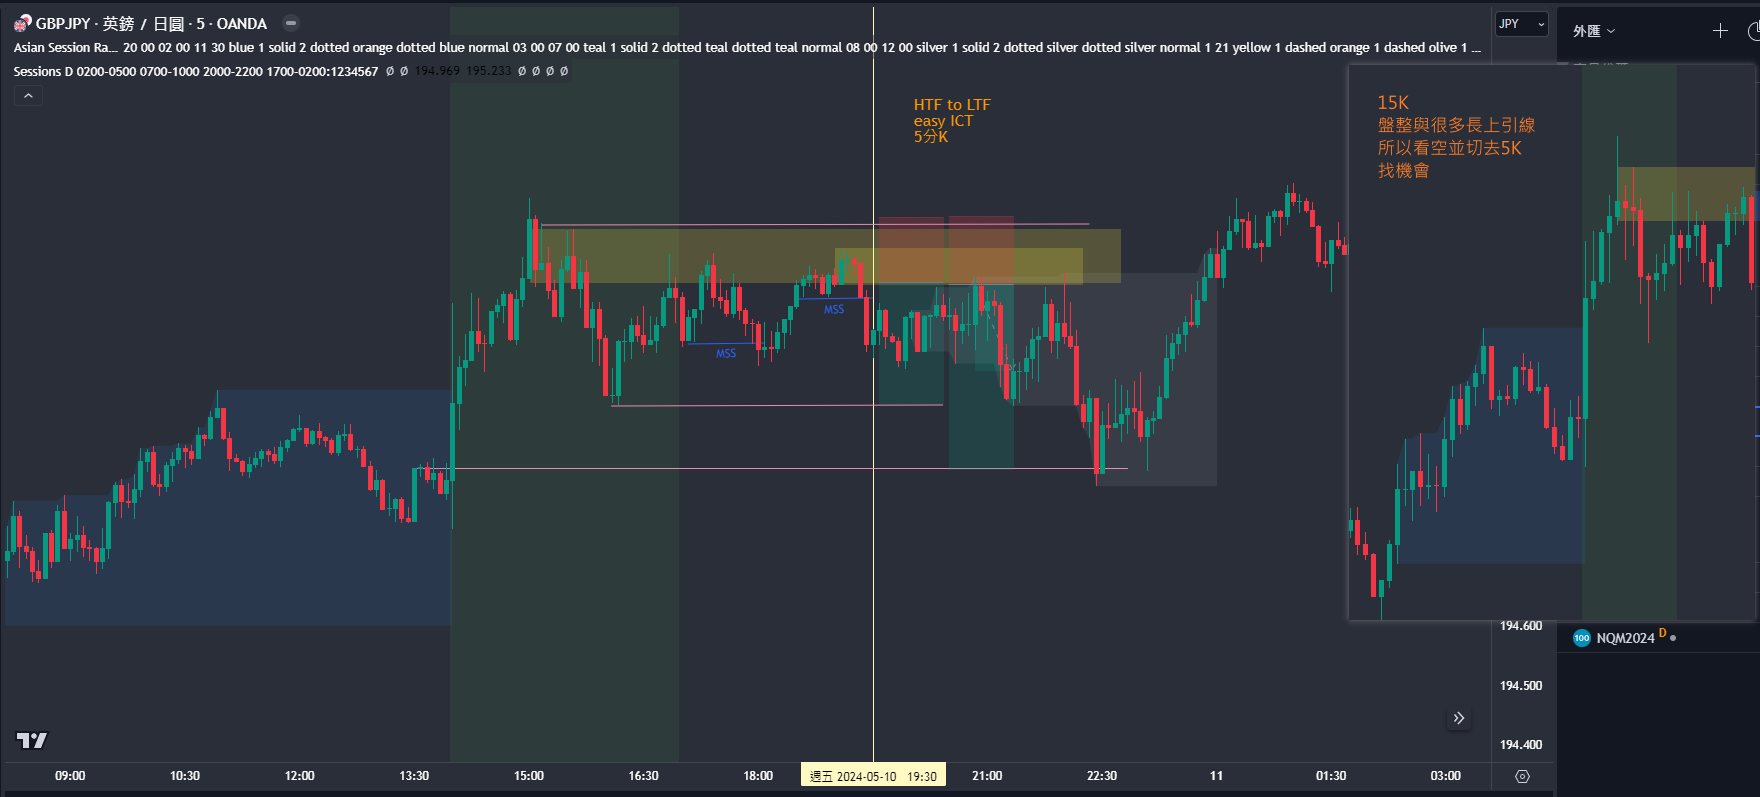 GBPJPY · 英鎊 / 日圓 · 5 · OANDA
Asian Session Ra... 20 00 02 00 11 30 blue 1 solid 2 dotted orange dotted blue normal 03 00 07 00 teal 1 solid 2 dotted teal dotted teal normal 08 00 12 00 silver 1 solid 2 dotted silver dotted silver normal 1 21 yellow 1 dashed orange 1 dashed olive 1 ...
Sessions D 0200-0500 0700-1000 2000-2200 1700-0200:1234567 Ø Ø 194.969 195.233 Ø Ø Ø Ø
JPY
外匯
HTF to LTF
easy ICT
5分K
15K
盤整與很多長上引線
所以看空並切去5K
找機會
MSS
MSS
194.600
194.500
194.400
100 NQM2024 D
09:00 10:30 12:00 13:30 15:00 16:30 18:00 週五 2024-05-10 19:30 21:00 22:30 11 01:30 03:00